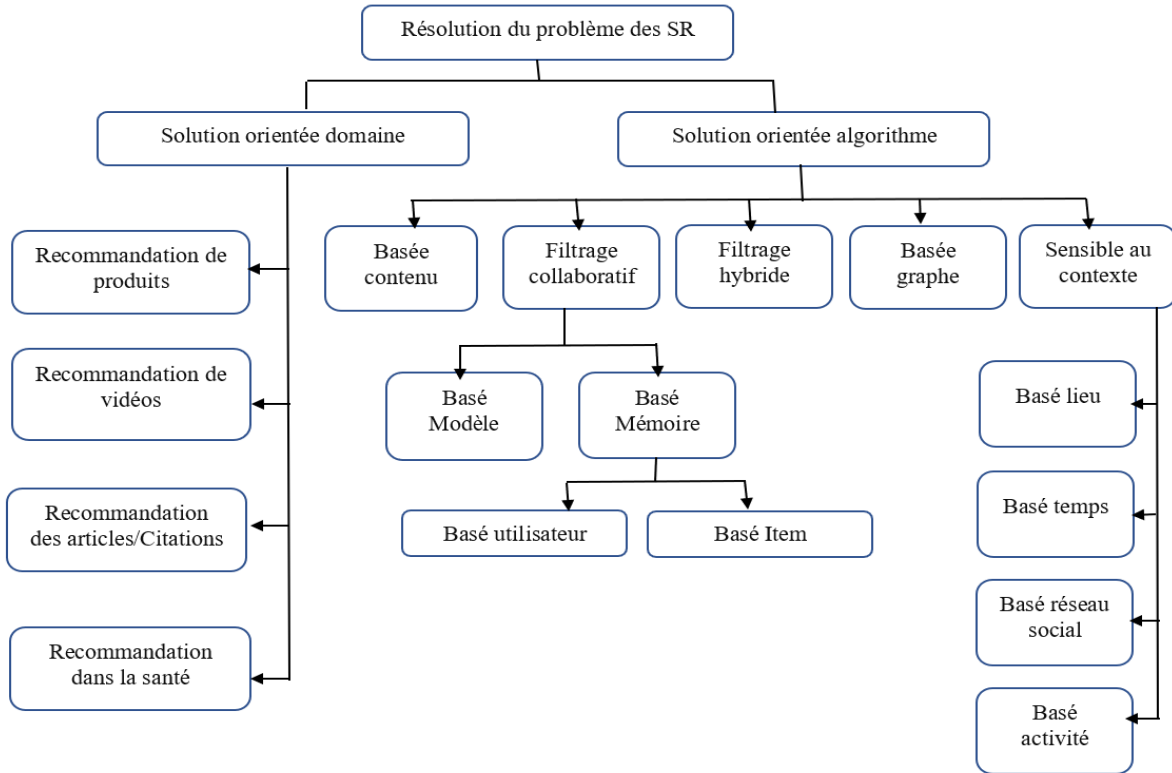 Résolution du problème des SR
Solution orientée domaine
Solution orientée algorithme
Recommandation de
produits
Recommandation de
vidéos
Recommandation
des articles/Citations
Recommandation
dans la santé
Basée
contenu
Filtrage
collaboratif
Filtrage
hybride
Basée
graphe
Sensible au
contexte
Basé
Modèle
Basé
Mémoire
Basé utilisateur
Basé Item
Basé lieu
Basé temps
Basé réseau
social
Basé
activité